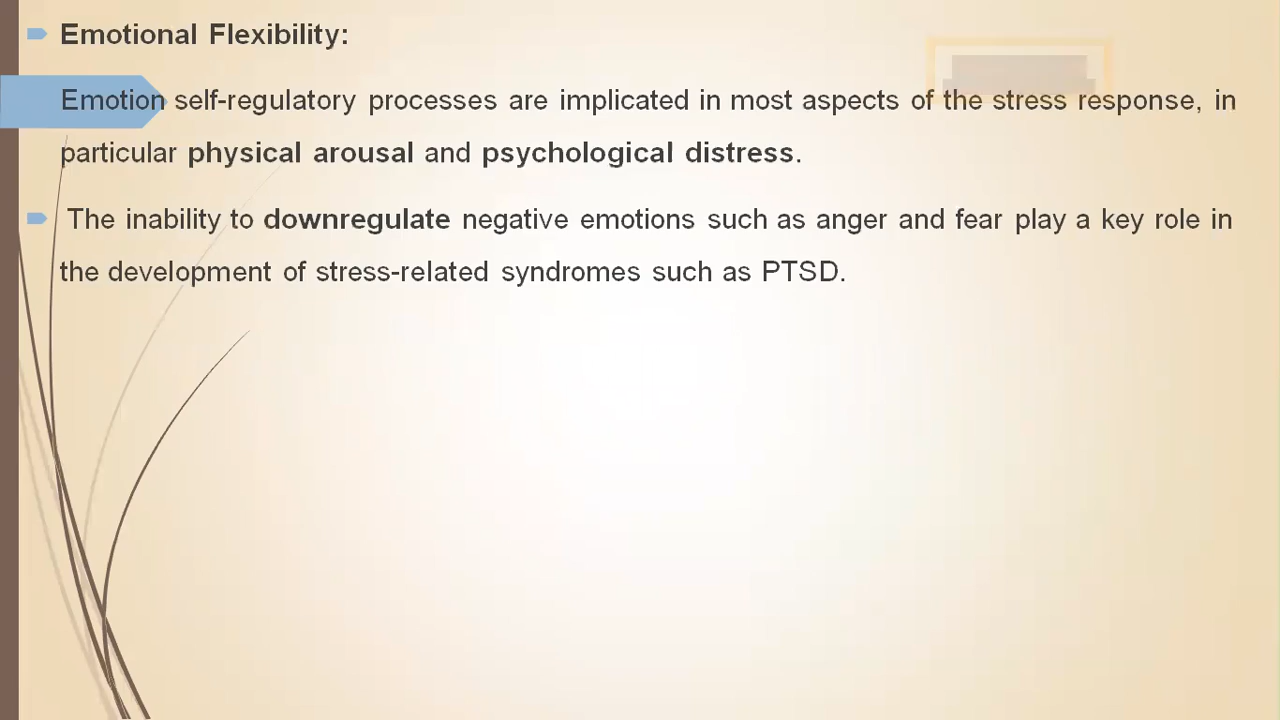 Emotional Flexibility:
Emotion self-regulatory processes are implicated in most aspects of the stress response, in
particular physical arousal and psychological distress.
The inability to downregulate negative emotions such as anger and fear play a key role in
the development of stress-related syndromes such as PTSD.